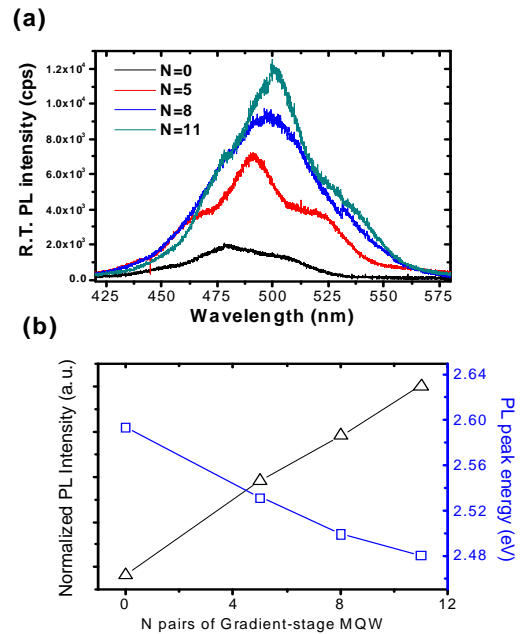 (a)
R.T. PL intensity (cps)
1.2x10⁴
1.0x10⁴
8.0x10³
6.0x10³
4.0x10³
2.0x10³
0.0
N=0
N=5
N=8
N=11
425 450 475 500 525 550 575
Wavelength (nm)
(b)
Normalized PL Intensity (a.u.)
2.64
2.60
2.56
2.52
2.48
PL peak energy (eV)
0 4 8 12
N pairs of Gradient-stage MQW